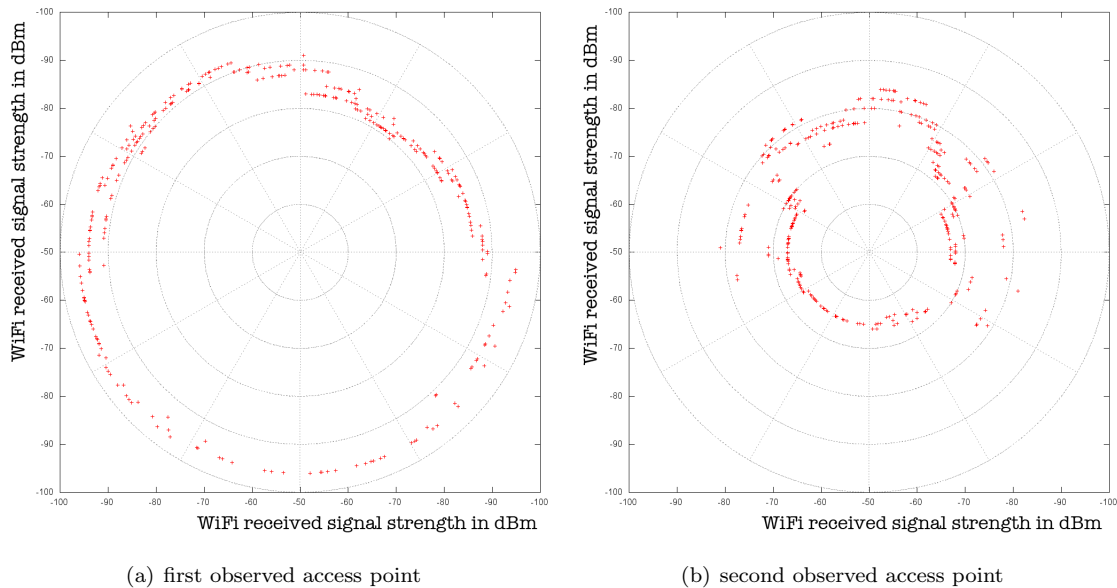 WiFi received signal strength in dBm
-100
-90
-80
-70
-60
-50
-60
-70
-80
-90
-100
-100 -90 -80 -70 -60 -50 -60 -70 -80 -90 -100
WiFi received signal strength in dBm
(a) first observed access point
WiFi received signal strength in dBm
-100
-90
-80
-70
-60
-50
-60
-70
-80
-90
-100
-100 -90 -80 -70 -60 -50 -60 -70 -80 -90 -100
WiFi received signal strength in dBm
(b) second observed access point